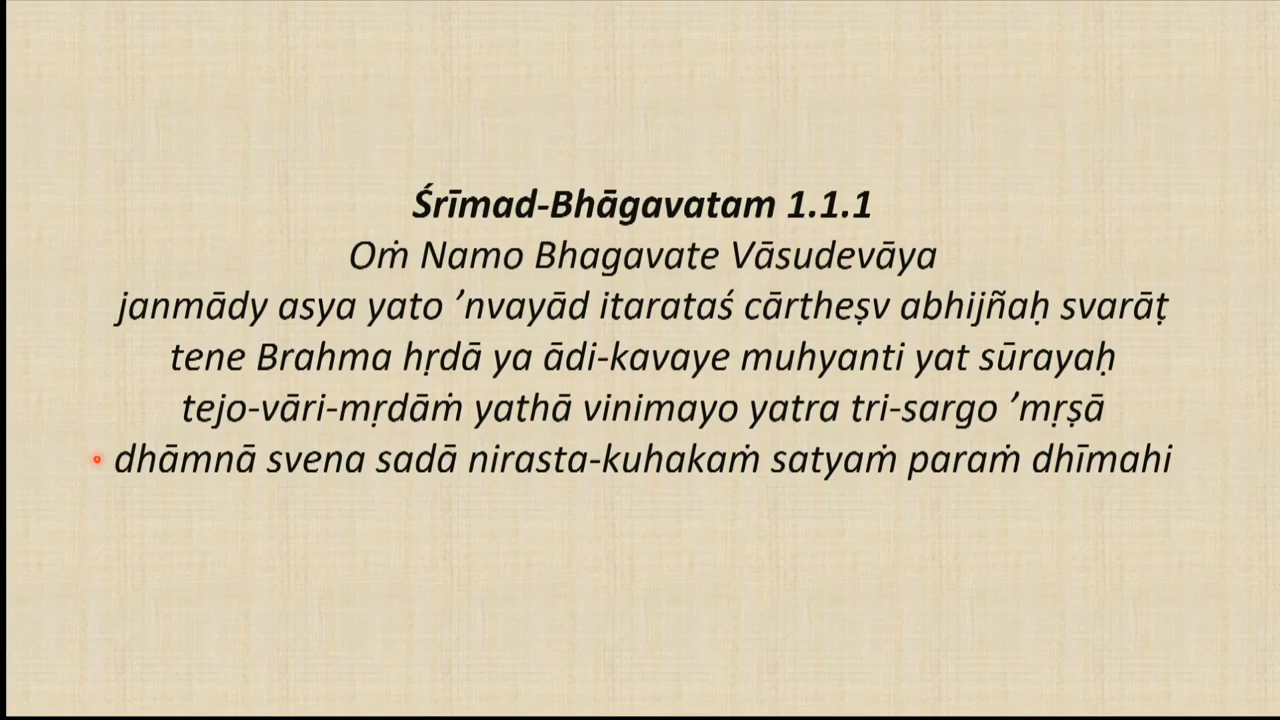 Śrīmad-Bhāgavatam 1.1.1
Oṁ Namo Bhagavate Vāsudevāya
janmādy asya yato ’nvayād itarataś cārtheṣv abhijñaḥ svarāṭ
tene Brahma hṛdā ya ādi-kavaye muhyanti yat sūrayaḥ
tejo-vāri-mṛdāṁ yathā vinimayo yatra tri-sargo ’mṛṣā
dhāmnā svena sadā nirasta-kuhakaṁ satyaṁ paraṁ dhīmahi